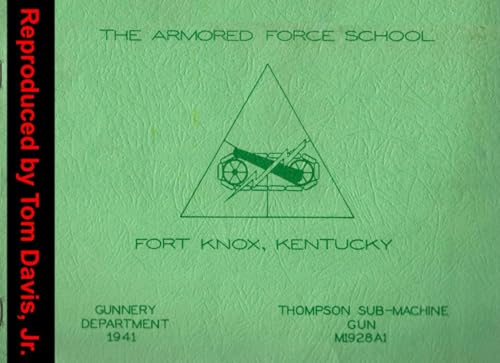 Reproduced by Tom Davis, Jr.
THE ARMORED FORCE SCHOOL
FORT KNOX, KENTUCKY
GUNNERY
DEPARTMENT
1941
THOMPSON SUB-MACHINE
GUN
M1928A1